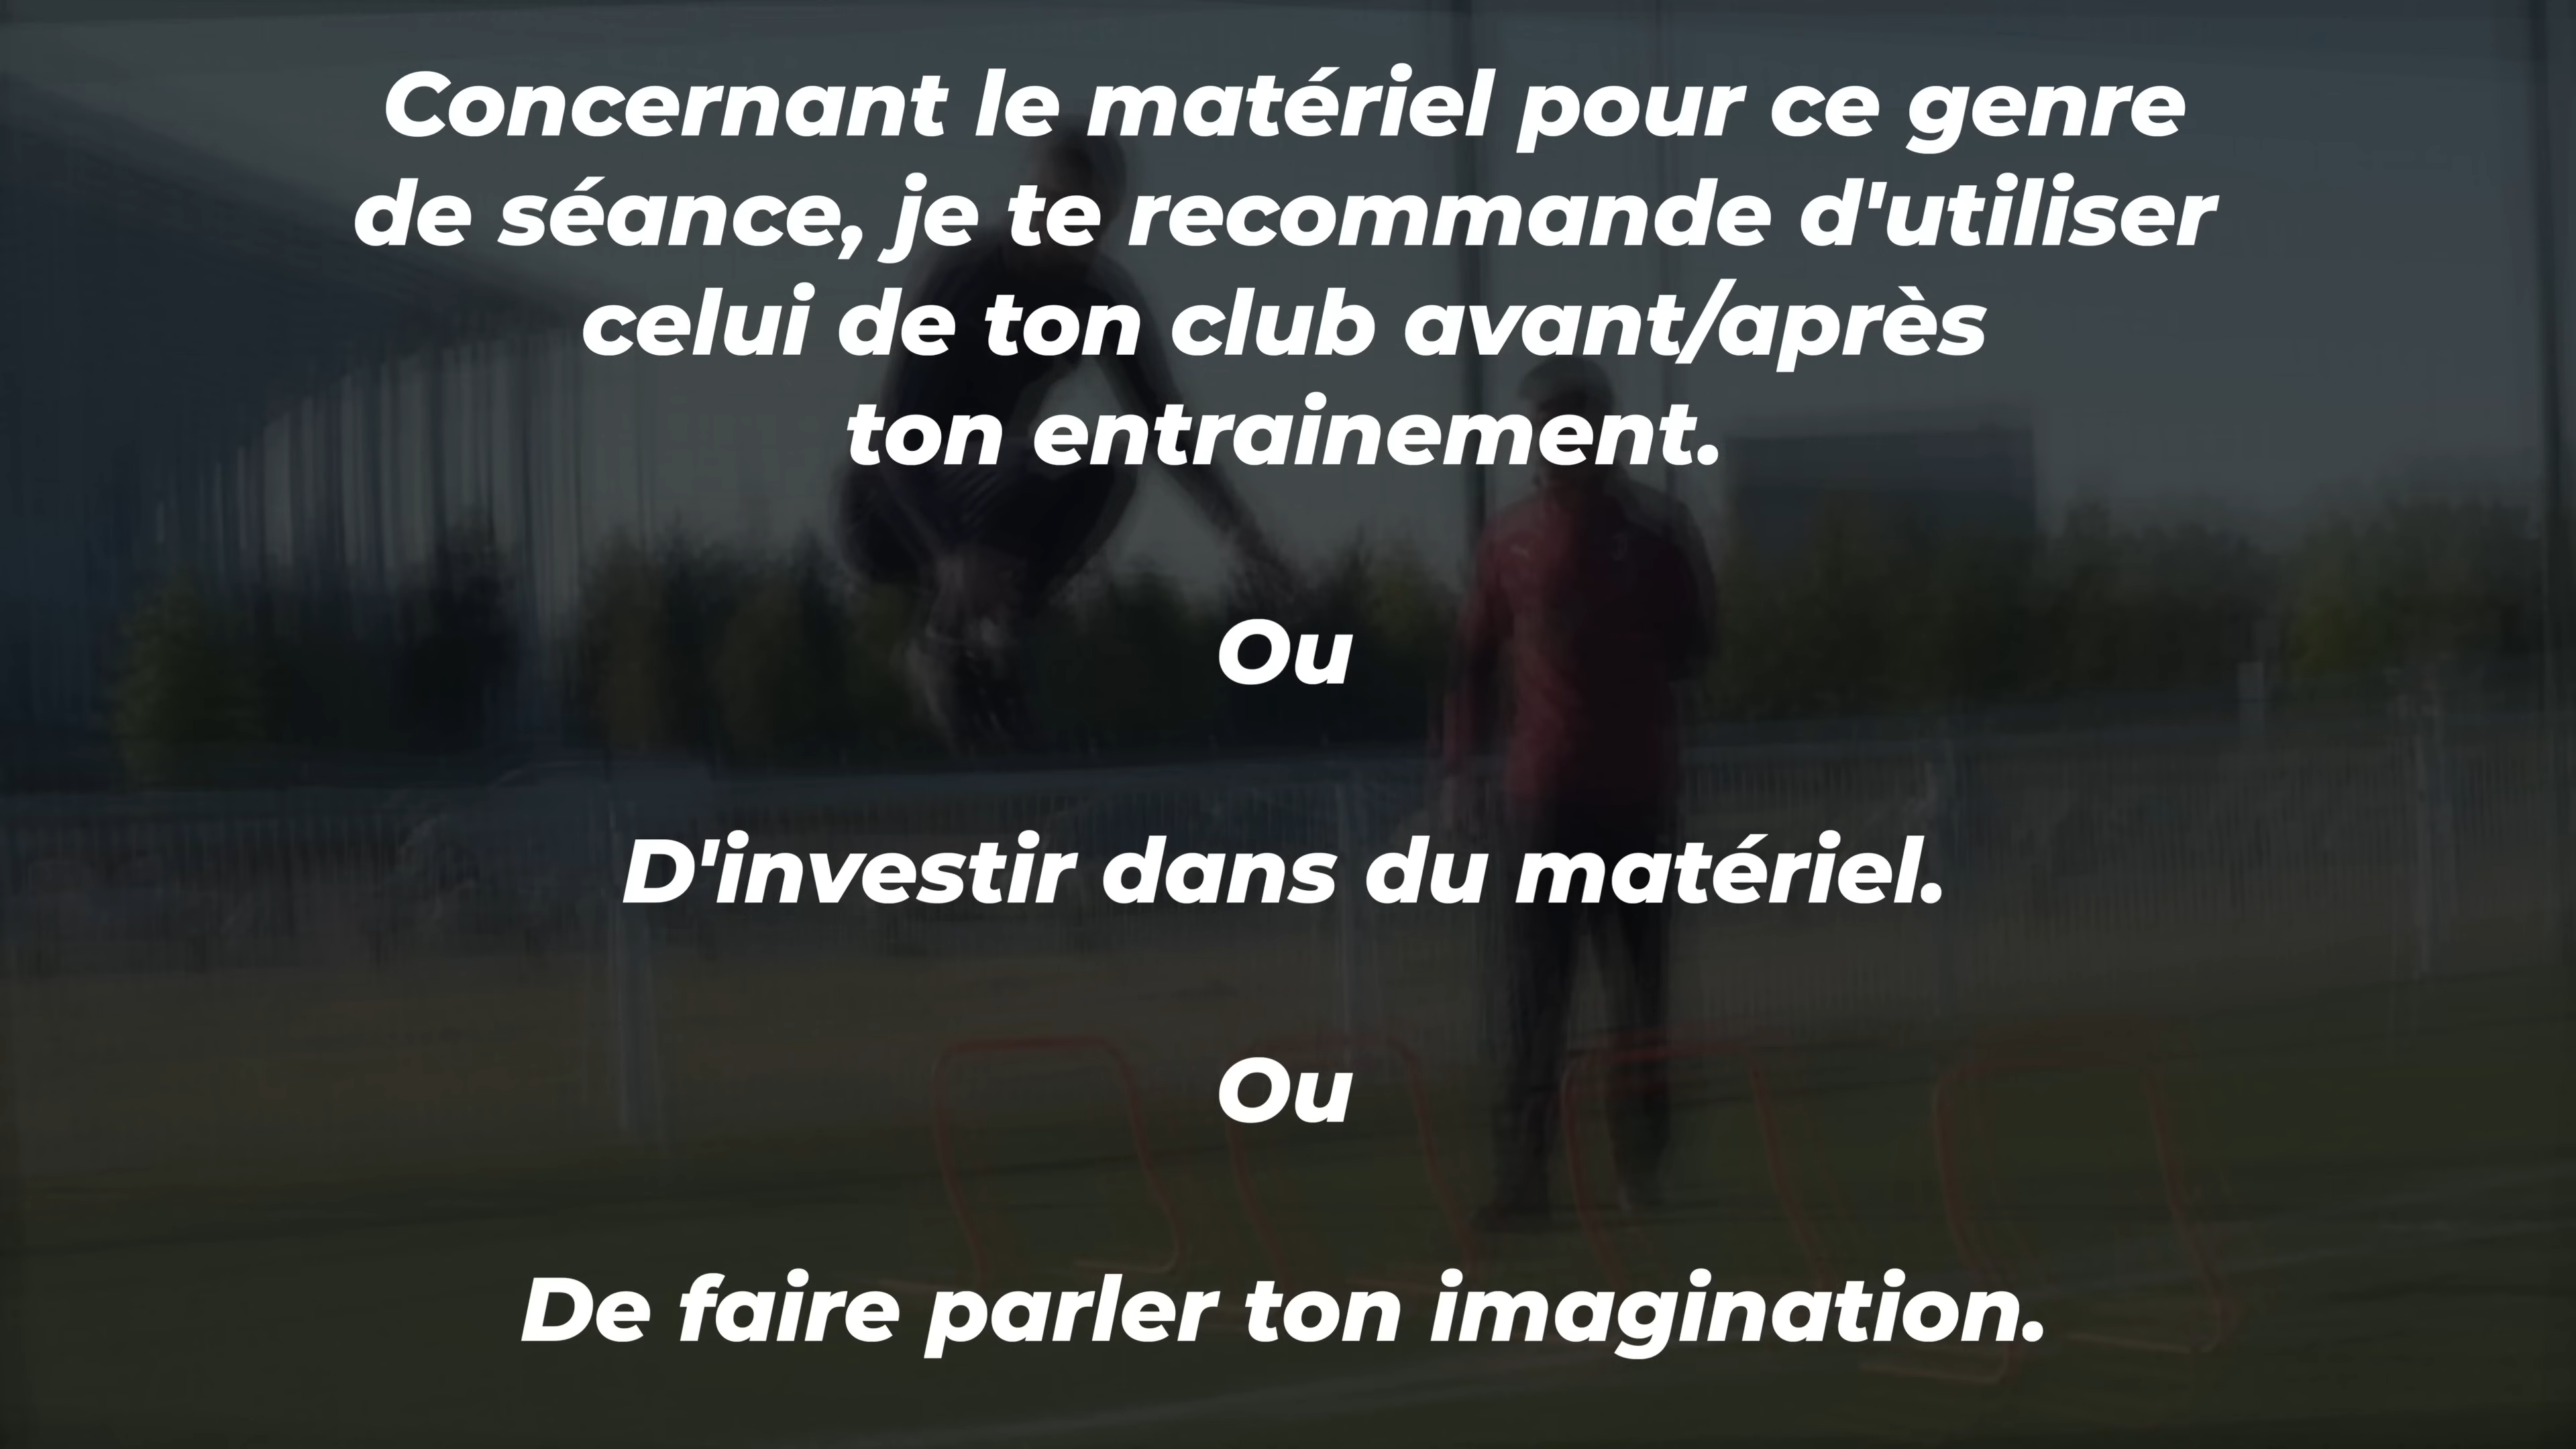 Concernant le matériel pour ce genre
de séance, je te recommande d'utiliser
celui de ton club avant/après
ton entrainement.
Ou
D'investir dans du matériel.
Ou
De faire parler ton imagination.